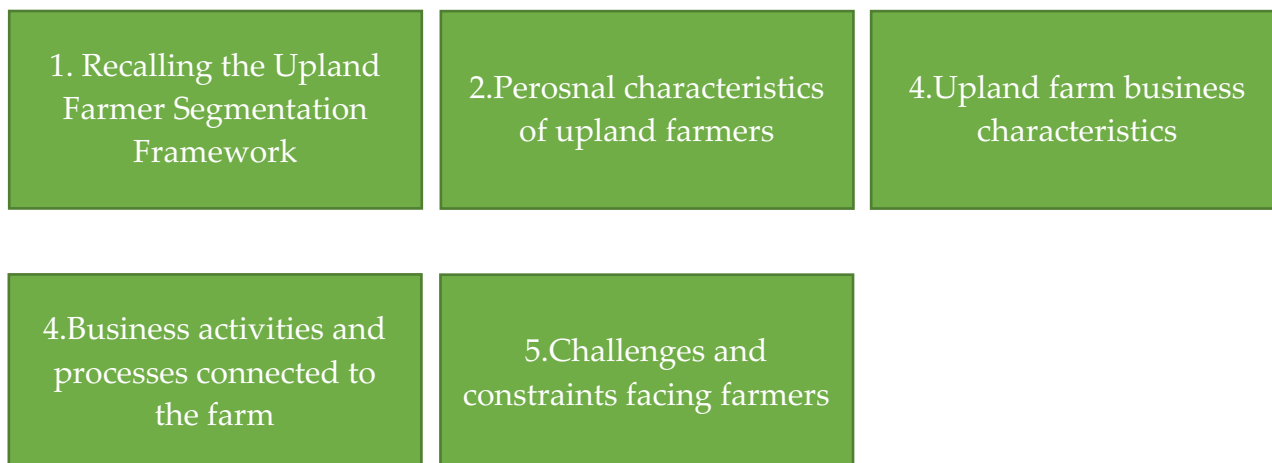 1. Recalling the Upland
Farmer Segmentation
Framework
2.Perosnal characteristics
of upland farmers
4.Upland farm business
characteristics
4.Business activities and
processes connected to
the farm
5.Challenges and
constraints facing farmers